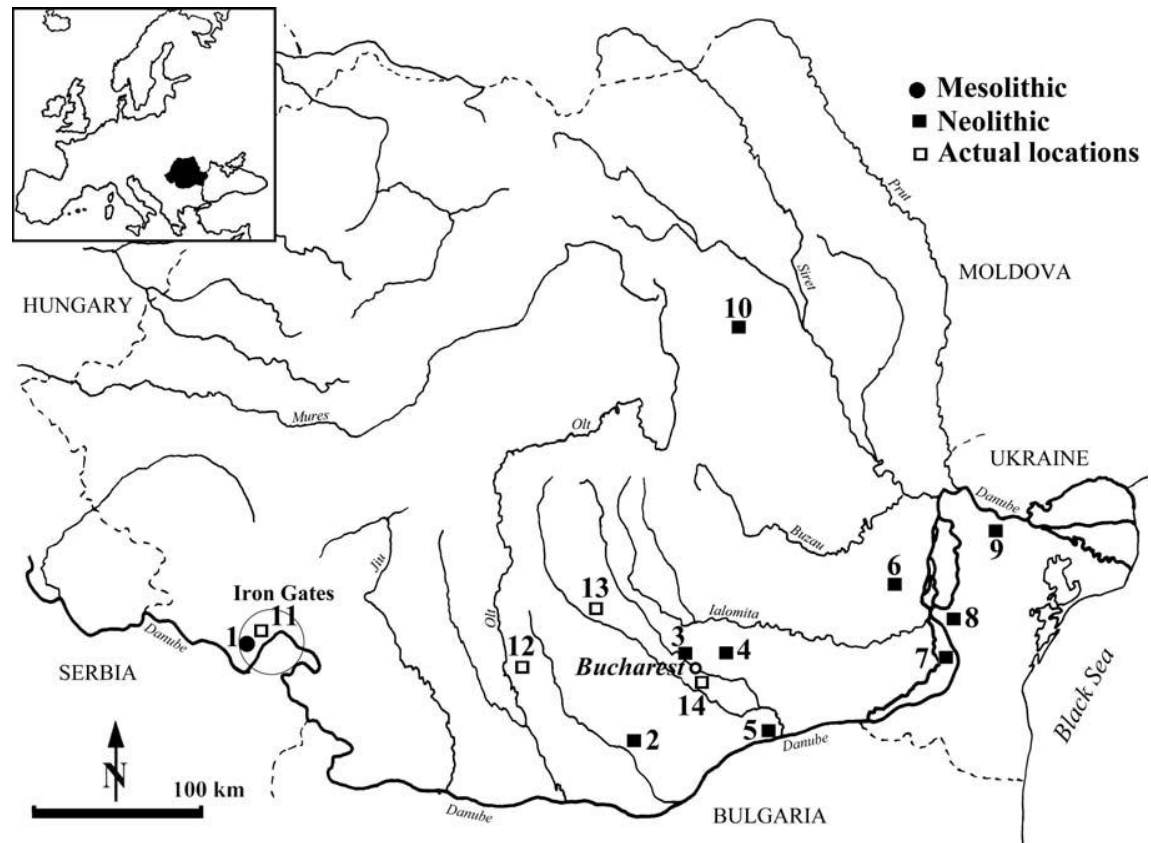 Mesolithic
Neolithic
Actual locations
Prut
MOLDOVA
Siret
HUNGARY
10
Mures
Olt
UKRAINE
Danube
Buzau
9
Jiu
6
Iron Gates
13
Ialomita
8
11
1
Olt
12
3
4
7
Danube
Bucharest
SERBIA
14
Black Sea
2
5
Danube
N
100 km
Danube
BULGARIA